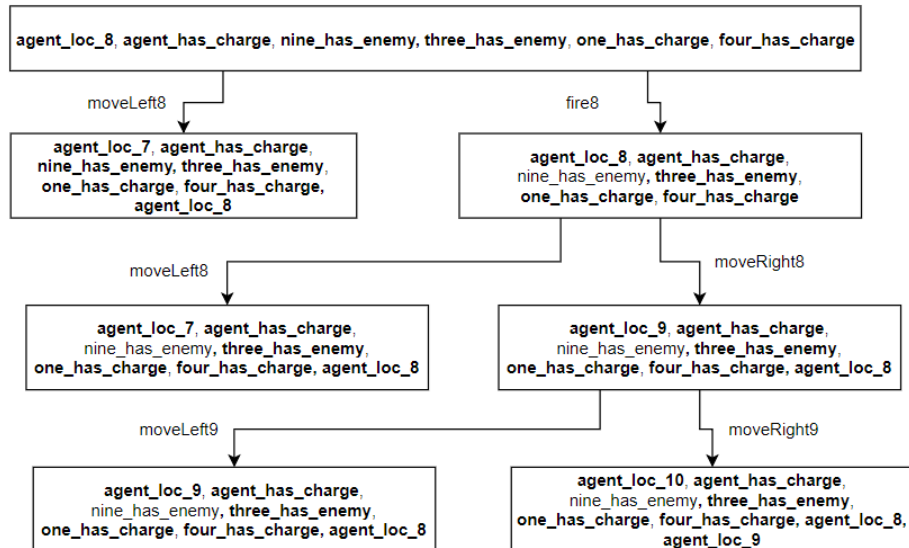 agent_loc_8, agent_has_charge, nine_has_enemy, three_has_enemy, one_has_charge, four_has_charge
moveLeft8
fire8
agent_loc_7, agent_has_charge,
nine_has_enemy, three_has_enemy,
one_has_charge, four_has_charge,
agent_loc_8
agent_loc_8, agent_has_charge,
nine_has_enemy, three_has_enemy,
one_has_charge, four_has_charge
moveLeft8
moveRight8
agent_loc_7, agent_has_charge,
nine_has_enemy, three_has_enemy,
one_has_charge, four_has_charge, agent_loc_8
agent_loc_9, agent_has_charge,
nine_has_enemy, three_has_enemy,
one_has_charge, four_has_charge, agent_loc_8
moveLeft9
moveRight9
agent_loc_9, agent_has_charge,
nine_has_enemy, three_has_enemy,
one_has_charge, four_has_charge, agent_loc_8
agent_loc_10, agent_has_charge,
nine_has_enemy, three_has_enemy,
one_has_charge, four_has_charge, agent_loc_8,
agent_loc_9